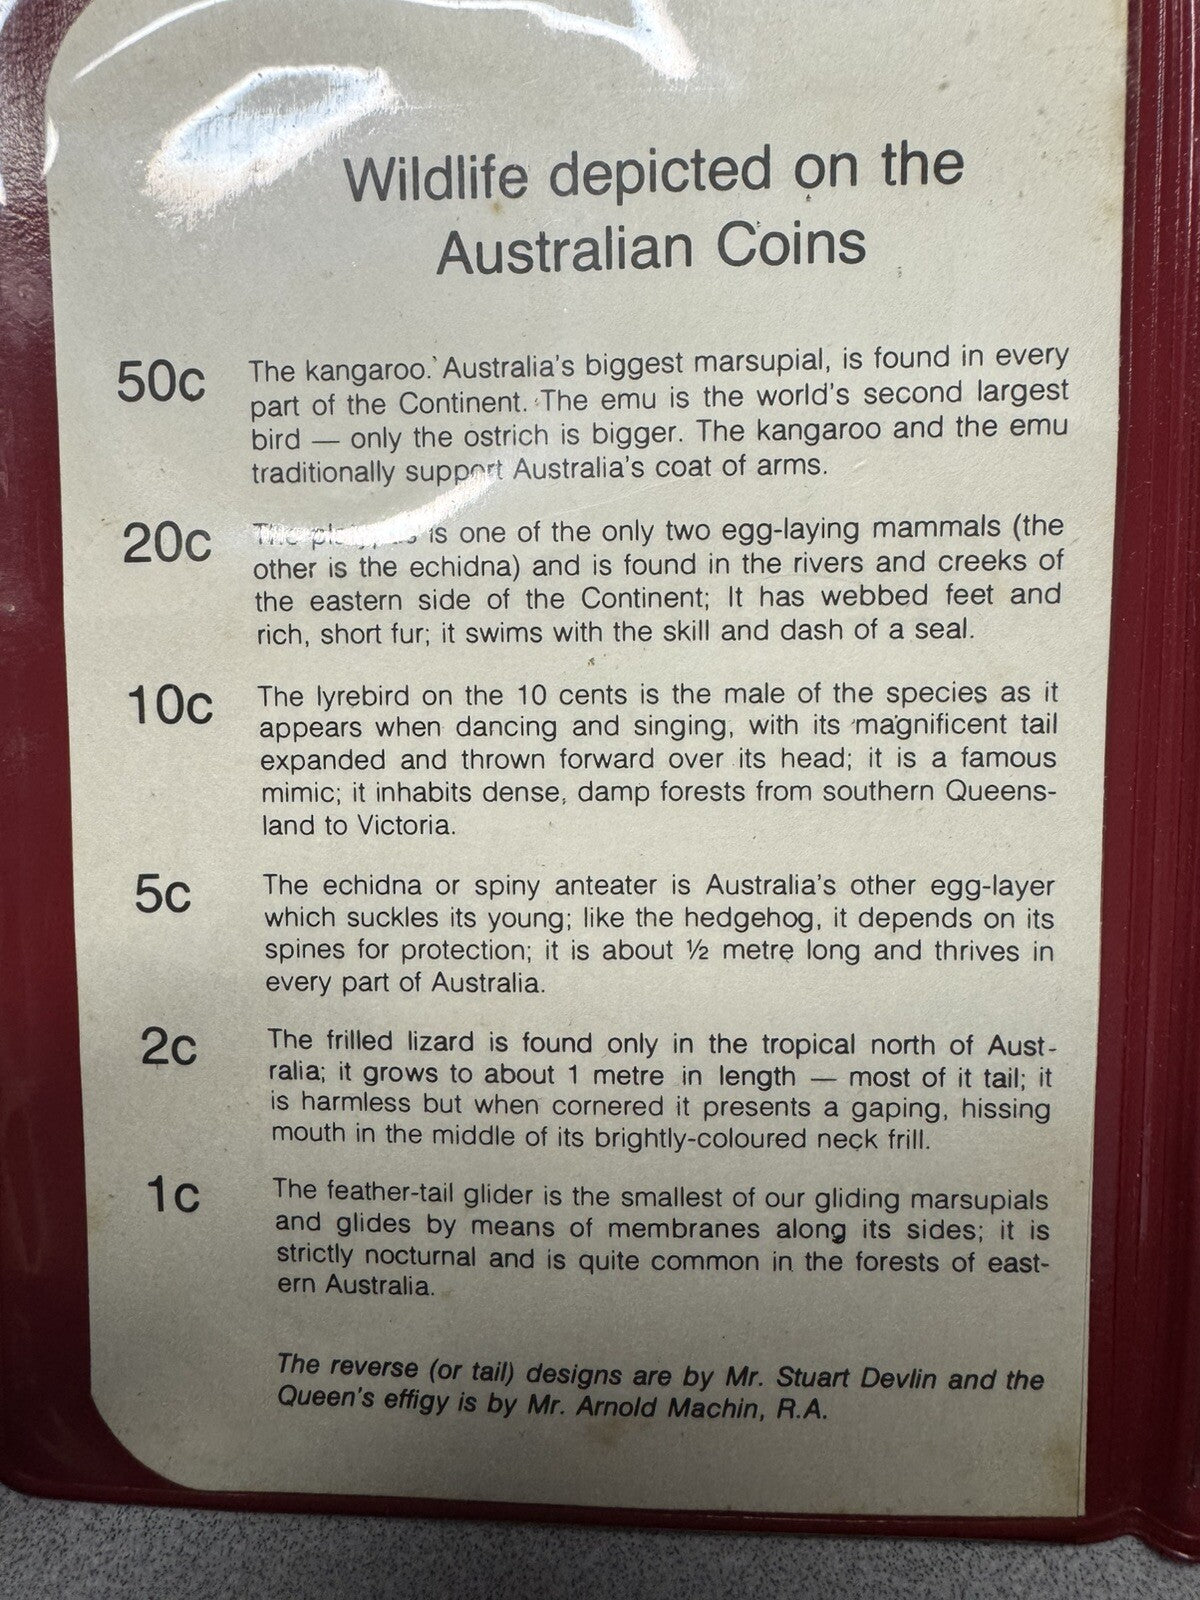 Wildlife depicted on the
Australian Coins
50c The kangaroo. Australia's biggest marsupial, is found in every
part of the Continent. The emu is the world's second largest
bird — only the ostrich is bigger. The kangaroo and the emu
traditionally support Australia's coat of arms.
20c The platypus is one of the only two egg-laying mammals (the
other is the echidna) and is found in the rivers and creeks of
the eastern side of the Continent; It has webbed feet and
rich, short fur; it swims with the skill and dash of a seal.
10c The lyrebird on the 10 cents is the male of the species as it
appears when dancing and singing, with its magnificent tail
expanded and thrown forward over its head; it is a famous
mimic; it inhabits dense, damp forests from southern Queens-
land to Victoria.
5c The echidna or spiny anteater is Australia's other egg-layer
which suckles its young; like the hedgehog, it depends on its
spines for protection; it is about ½ metre long and thrives in
every part of Australia.
2c The frilled lizard is found only in the tropical north of Aust-
ralia; it grows to about 1 metre in length — most of it tail; it
is harmless but when cornered it presents a gaping, hissing
mouth in the middle of its brightly-coloured neck frill.
1c The feather-tail glider is the smallest of our gliding marsupials
and glides by means of membranes along its sides; it is
strictly nocturnal and is quite common in the forests of east-
ern Australia.
The reverse (or tail) designs are by Mr. Stuart Devlin and the
Queen's effigy is by Mr. Arnold Machin, R.A.